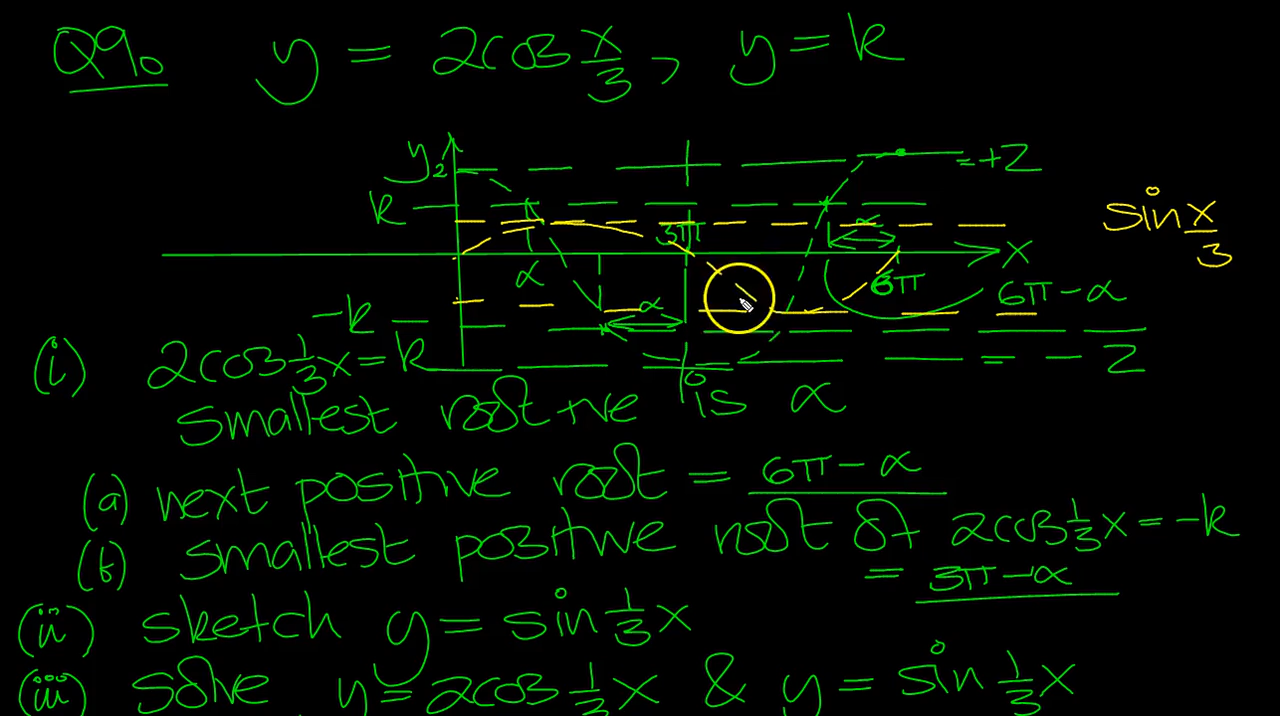 Q9. y = 2cos x/3, y = k
y
2
= +2
k
α
3π
α
sin x/3
x
α
α
6π
6π - α
-k
= - 2
(i) 2cos 1/3 x = k
smallest root +ve is α
(a) next positive root = 6π - α
(b) smallest positive root of 2cos 1/3 x = -k
= 3π - α
(ii) sketch y = sin 1/3 x
(iii) solve y = 2cos 1/3 x & y = sin 1/3 x